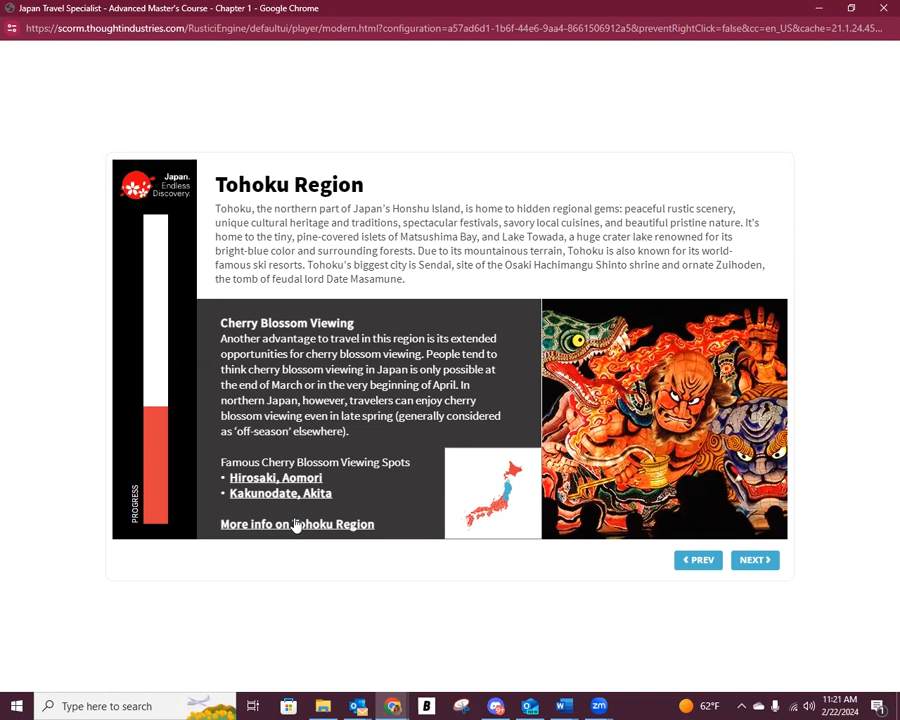 Japan Travel Specialist - Advanced Master's Course - Chapter 1 - Google Chrome
https://scorm.thoughtindustries.com/RusticiEngine/defaultui/player/modern.html?configuration=a57ad6d1-1b6f-44e6-9aa4-8661506912a5&preventRightClick=false&cc=en_US&cache=21.1.24.45...
Japan.
Endless
Discovery.
PROGRESS
Tohoku Region
Tohoku, the northern part of Japan's Honshu Island, is home to hidden regional gems: peaceful rustic scenery,
unique cultural heritage and traditions, spectacular festivals, savory local cuisines, and beautiful pristine nature. It's
home to the tiny, pine-covered islets of Matsushima Bay, and Lake Towada, a huge crater lake renowned for its
bright-blue color and surrounding forests. Due to its mountainous terrain, Tohoku is also known for its world-
famous ski resorts. Tohoku's biggest city is Sendai, site of the Osaki Hachimangu Shinto shrine and ornate Zuihoden,
the tomb of feudal lord Date Masamune.
Cherry Blossom Viewing
Another advantage to travel in this region is its extended
opportunities for cherry blossom viewing. People tend to
think cherry blossom viewing in Japan is only possible at
the end of March or in the very beginning of April. In
northern Japan, however, travelers can enjoy cherry
blossom viewing even in late spring (generally considered
as ‘off-season’ elsewhere).
Famous Cherry Blossom Viewing Spots
• Hirosaki, Aomori
• Kakunodate, Akita
More info on Tohoku Region
‹ PREV
NEXT ›
Type here to search
B
zm
62°F
11:21 AM
2/22/2024
1